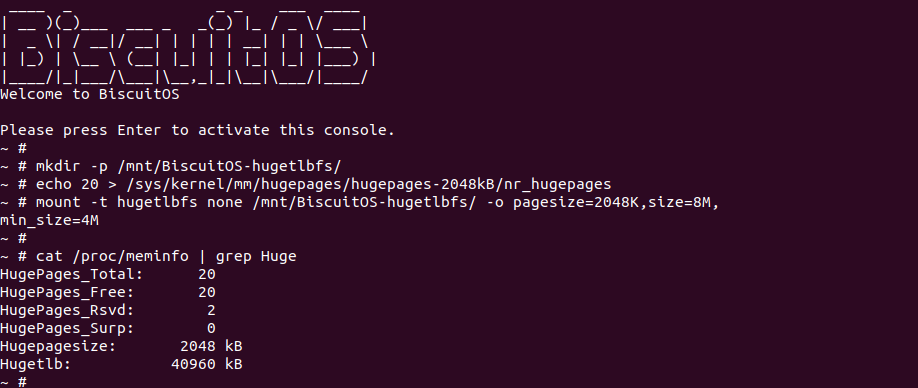 ____  _                _ _    ___  ____
| __ )(_)___  ___ _   _(_) |_ / _ \/ ___|
|  _ \| / __|/ __| | | | | __| | | \___ \
| |_) | \__ \ (__| |_| | | |_| |_| |___) |
|____/|_|___/\___|\__,_|_|\__|\___/|____/
Welcome to BiscuitOS

Please press Enter to activate this console.
~ #
~ # mkdir -p /mnt/BiscuitOS-hugetlbfs/
~ # echo 20 > /sys/kernel/mm/hugepages/hugepages-2048kB/nr_hugepages
~ # mount -t hugetlbfs none /mnt/BiscuitOS-hugetlbfs/ -o pagesize=2048K,size=8M,
min_size=4M
~ #
~ # cat /proc/meminfo | grep Huge
HugePages_Total:      20
HugePages_Free:       20
HugePages_Rsvd:        2
HugePages_Surp:        0
Hugepagesize:       2048 kB
Hugetlb:           40960 kB
~ #